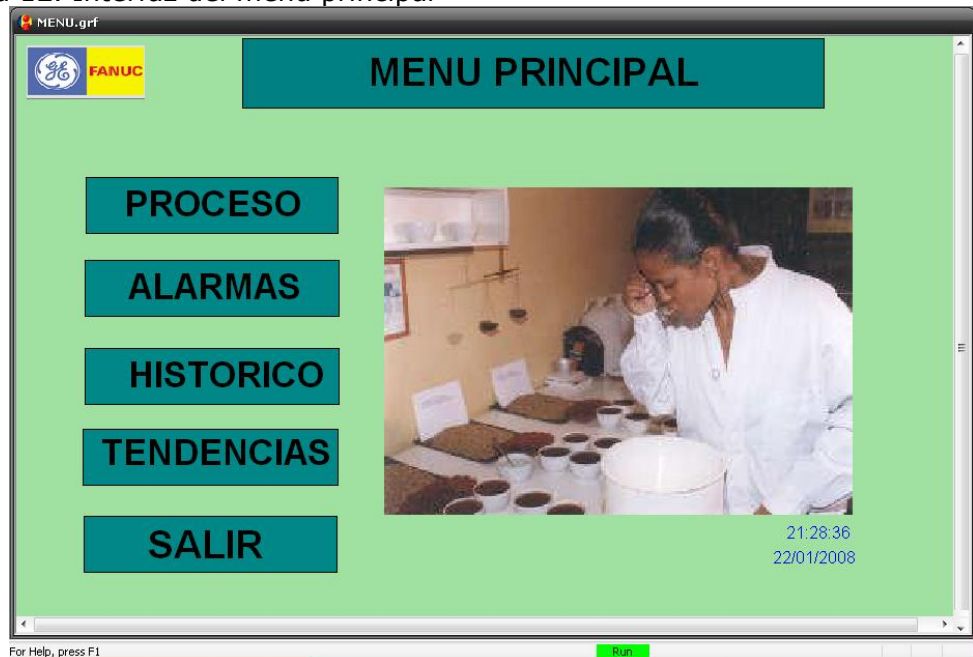 MENU.grf
GE FANUC
MENU PRINCIPAL
PROCESO
ALARMAS
HISTORICO
TENDENCIAS
SALIR
21:28:36
22/01/2008
For Help, press F1
Run